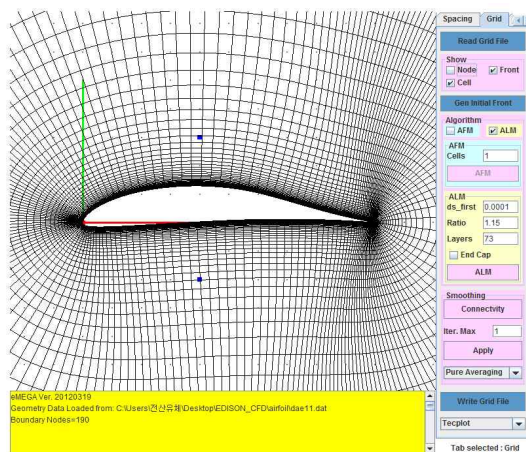 Spacing Grid
Read Grid File
Show
Node Front
Cell
Gen Initial Front
Algorithm
AFM ALM
AFM
Cells 1
AFM
ALM
ds_first 0.0001
Ratio 1.15
Layers 73
End Cap
ALM
Smoothing
Connectivity
Iter. Max 1
Apply
Pure Averaging
Write Grid File
Tecplot
Tab selected : Grid
eMEGA Ver. 20120319
Geometry Data Loaded from: C:\Users\전산유체\Desktop\EDISON_CFD\airfoil\dae11.dat
Boundary Nodes=190